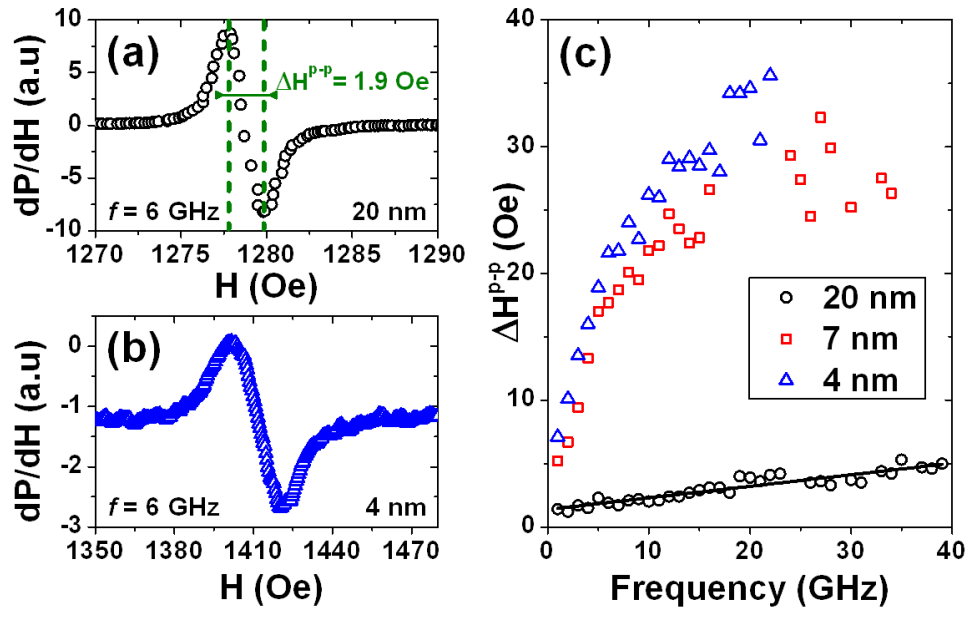 (a)
dP/dH (a.u)
10
5
0
-5
-10
ΔH^p-p = 1.9 Oe
f = 6 GHz
20 nm
1270 1275 1280 1285 1290
H (Oe)
(b)
dP/dH (a.u)
0
-1
-2
-3
f = 6 GHz
4 nm
1350 1380 1410 1440 1470
H (Oe)
(c)
ΔH^p-p (Oe)
40
30
20
10
0
20 nm
7 nm
4 nm
0 10 20 30 40
Frequency (GHz)